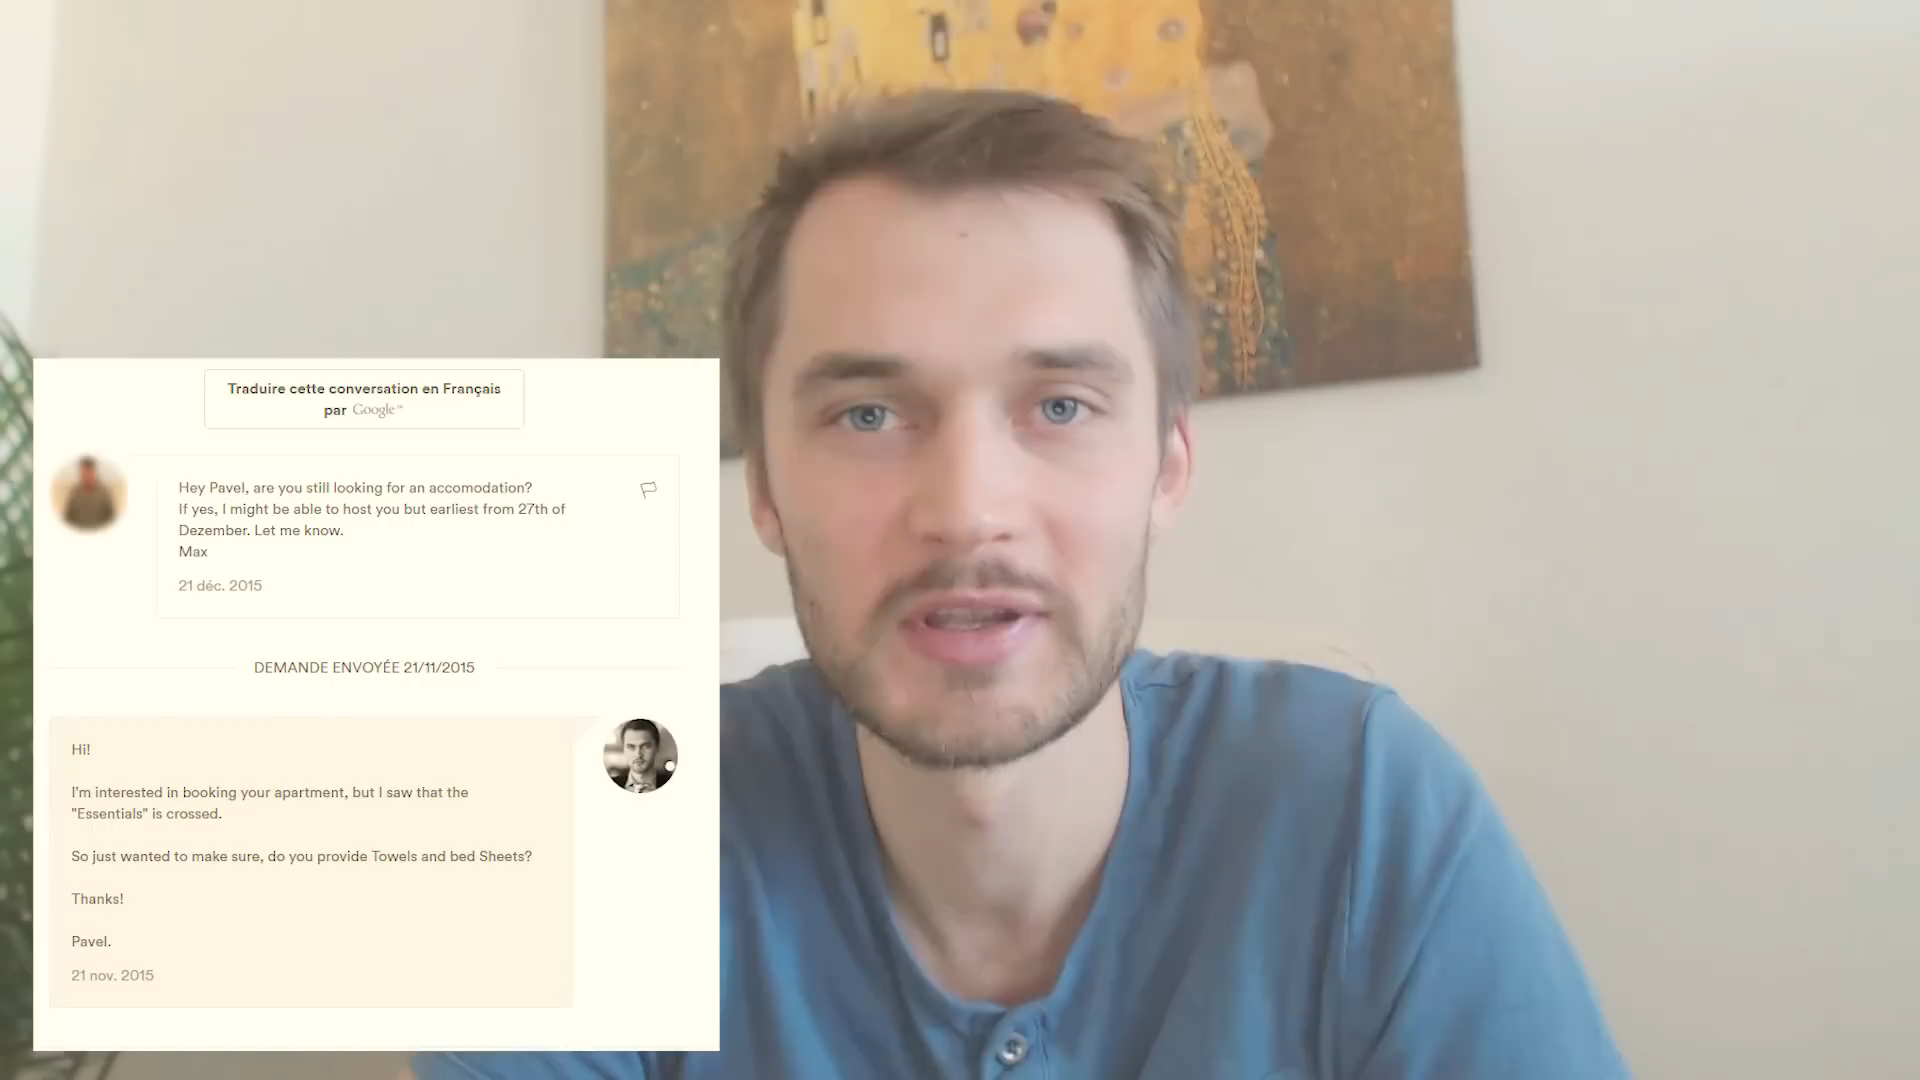 Traduire cette conversation en Français
par Google™
Hey Pavel, are you still looking for an accomodation?
If yes, I might be able to host you but earliest from 27th of
Dezember. Let me know.
Max
21 déc. 2015
DEMANDE ENVOYÉE 21/11/2015
Hi!
I'm interested in booking your apartment, but I saw that the
"Essentials" is crossed.
So just wanted to make sure, do you provide Towels and bed Sheets?
Thanks!
Pavel.
21 nov. 2015